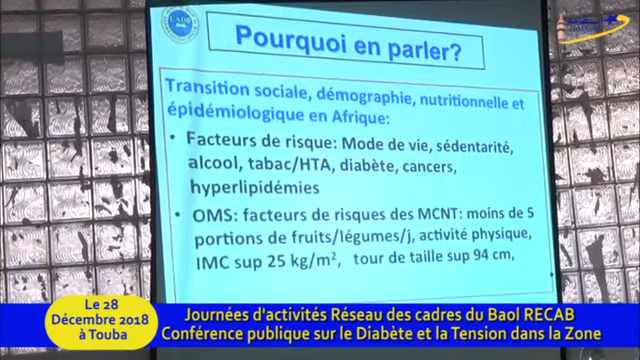 CADR
Pourquoi en parler?
Transition sociale, démographie, nutritionnelle et
épidémiologique en Afrique:
• Facteurs de risque: Mode de vie, sédentarité,
alcool, tabac/HTA, diabète, cancers,
hyperlipidémies
• OMS: facteurs de risques des MCNT: moins de 5
portions de fruits/légumes/j, activité physique,
IMC sup 25 kg/m², tour de taille sup 94 cm,
Le 28
Décembre 2018
à Touba
Journées d'activités Réseau des cadres du Baol RECAB
Conférence publique sur le Diabète et la Tension dans la Zone